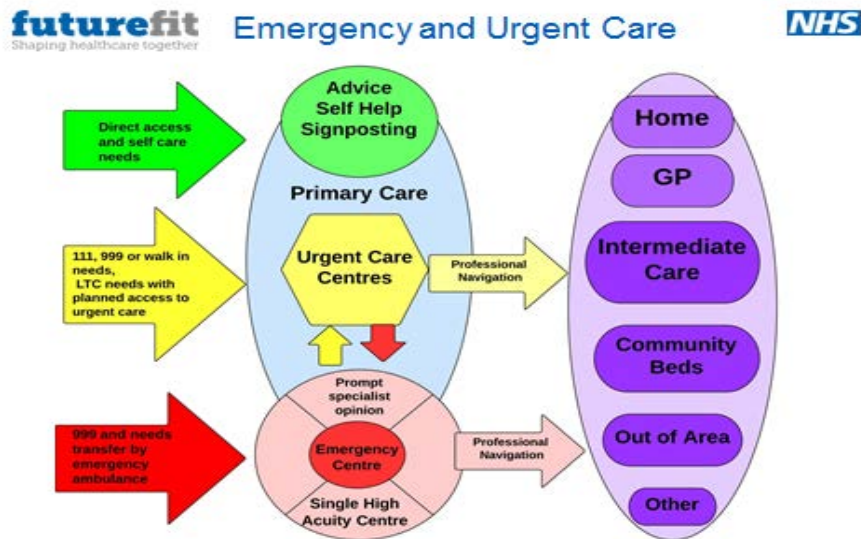 futurefit
Shaping healthcare together
Emergency and Urgent Care
NHS
Direct access
and self care
needs
111, 999 or walk in
needs,
LTC needs with
planned access to
urgent care
999 and needs
transfer by
emergency
ambulance
Advice
Self Help
Signposting
Primary Care
Urgent Care
Centres
Prompt
specialist
opinion
Emergency
Centre
Single High
Acuity Centre
Professional
Navigation
Professional
Navigation
Home
GP
Intermediate
Care
Community
Beds
Out of Area
Other